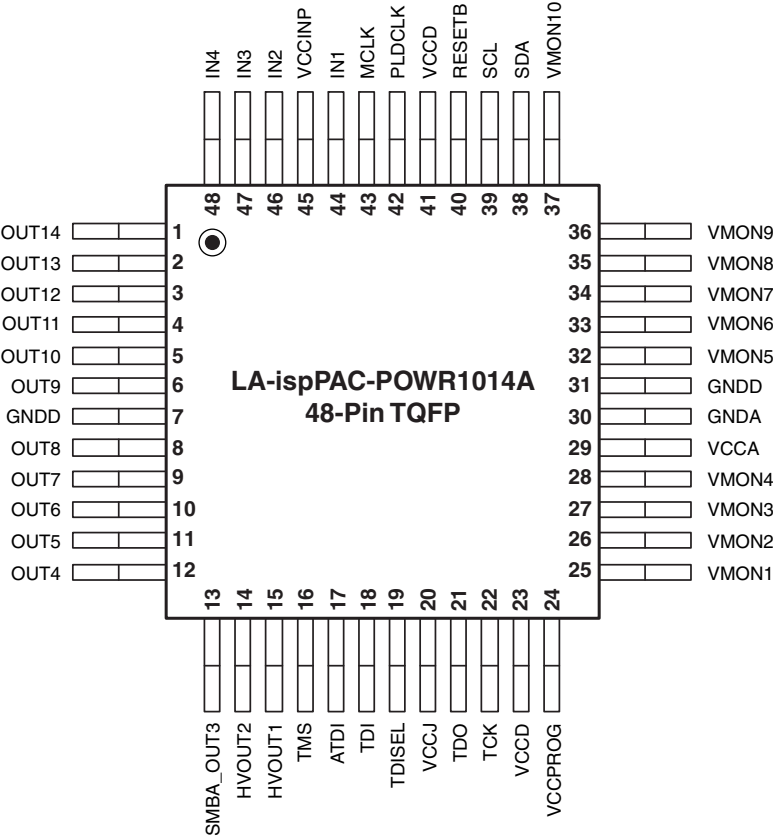 IN4
IN3
IN2
VCCINP
IN1
MCLK
PLDCLK
VCCD
RESETB
SCL
SDA
VMON10
48
47
46
45
44
43
42
41
40
39
38
37
OUT14 1
OUT13 2
OUT12 3
OUT11 4
OUT10 5
OUT9 6
GNDD 7
OUT8 8
OUT7 9
OUT6 10
OUT5 11
OUT4 12
LA-ispPAC-POWR1014A
48-Pin TQFP
36 VMON9
35 VMON8
34 VMON7
33 VMON6
32 VMON5
31 GNDD
30 GNDA
29 VCCA
28 VMON4
27 VMON3
26 VMON2
25 VMON1
13
14
15
16
17
18
19
20
21
22
23
24
SMBA_OUT3
HVOUT2
HVOUT1
TMS
ATDI
TDI
TDISEL
VCCJ
TDO
TCK
VCCD
VCCPROG